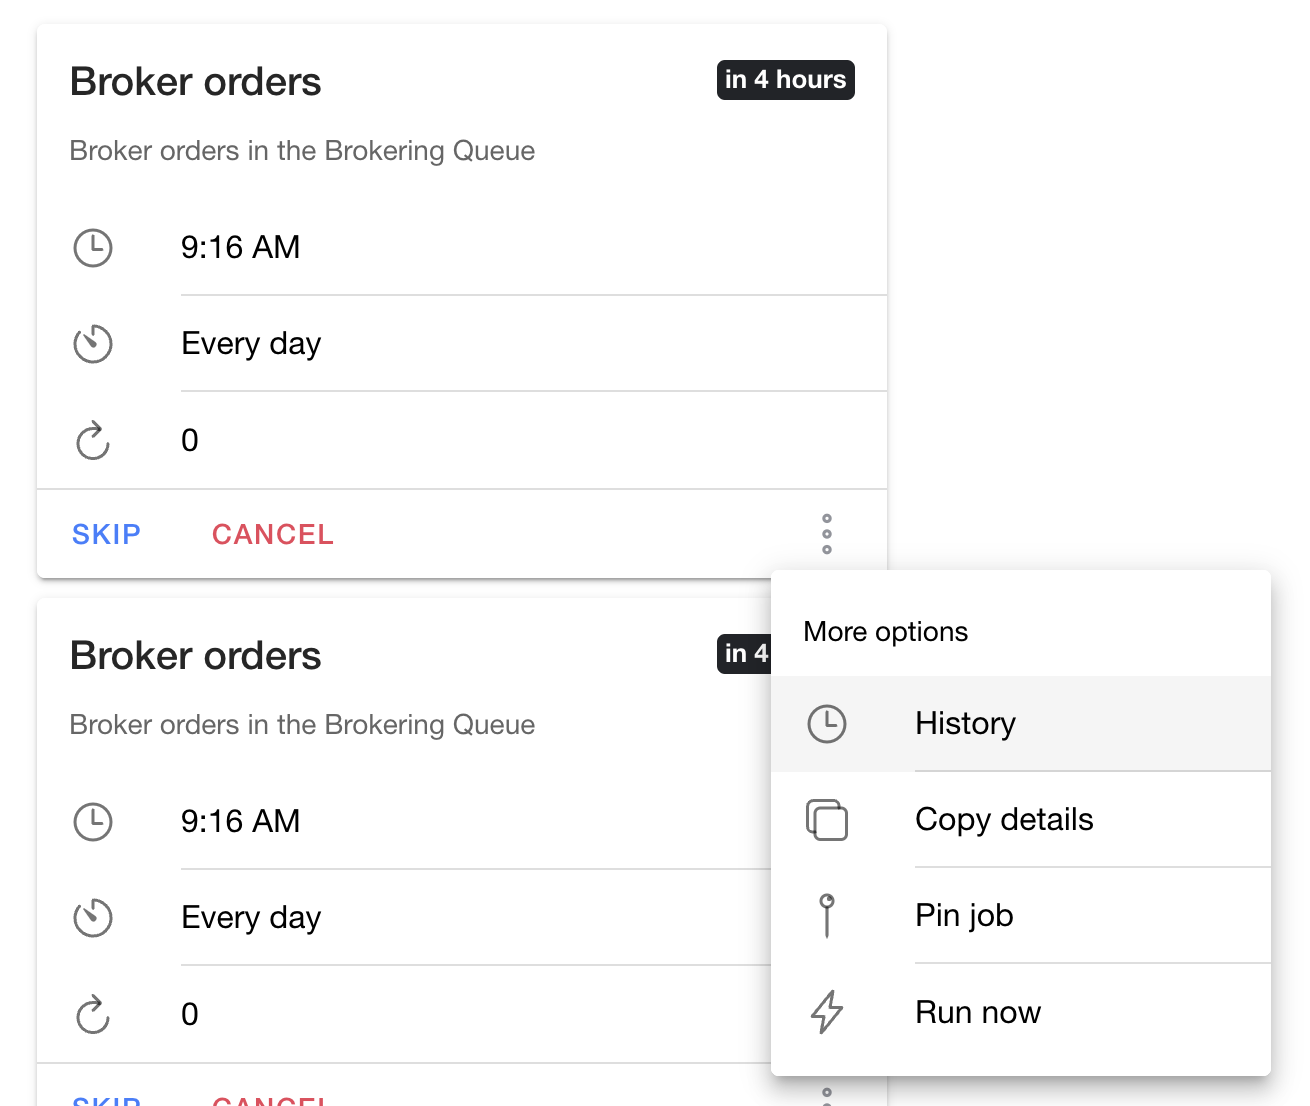 Broker orders
in 4 hours
Broker orders in the Brokering Queue
9:16 AM
Every day
0
SKIP
CANCEL
Broker orders
in 4
Broker orders in the Brokering Queue
9:16 AM
Every day
0
SKIP
CANCEL
More options
History
Copy details
Pin job
Run now